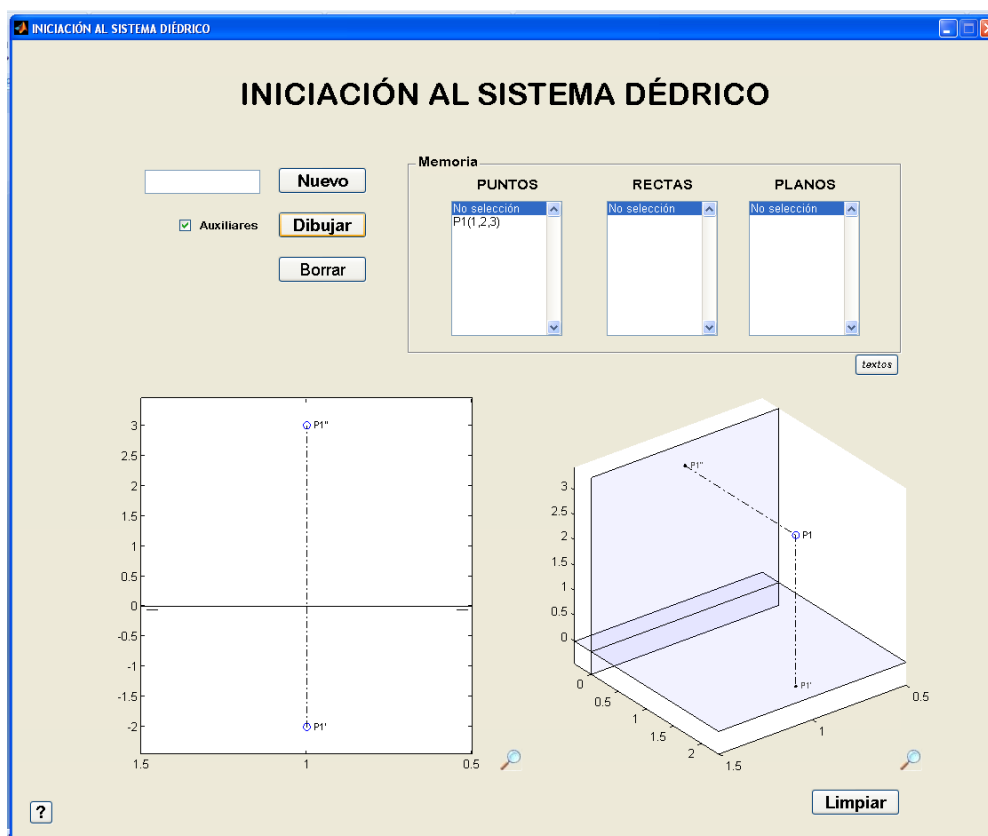 INICIACIÓN AL SISTEMA DIÉDRICO
INICIACIÓN AL SISTEMA DÉDRICO
Nuevo
Auxiliares
Dibujar
Borrar
Memoria
PUNTOS
No selección
P1(1,2,3)
RECTAS
No selección
PLANOS
No selección
textos
3
2.5
2
1.5
1
0.5
0
-0.5
-1
-1.5
-2
1.5
1
0.5
P1''
P1'
3
2.5
2
1.5
1
0.5
0
0
0.5
1
1.5
2
1.5
1
0.5
P1''
P1
P1'
?
Limpiar